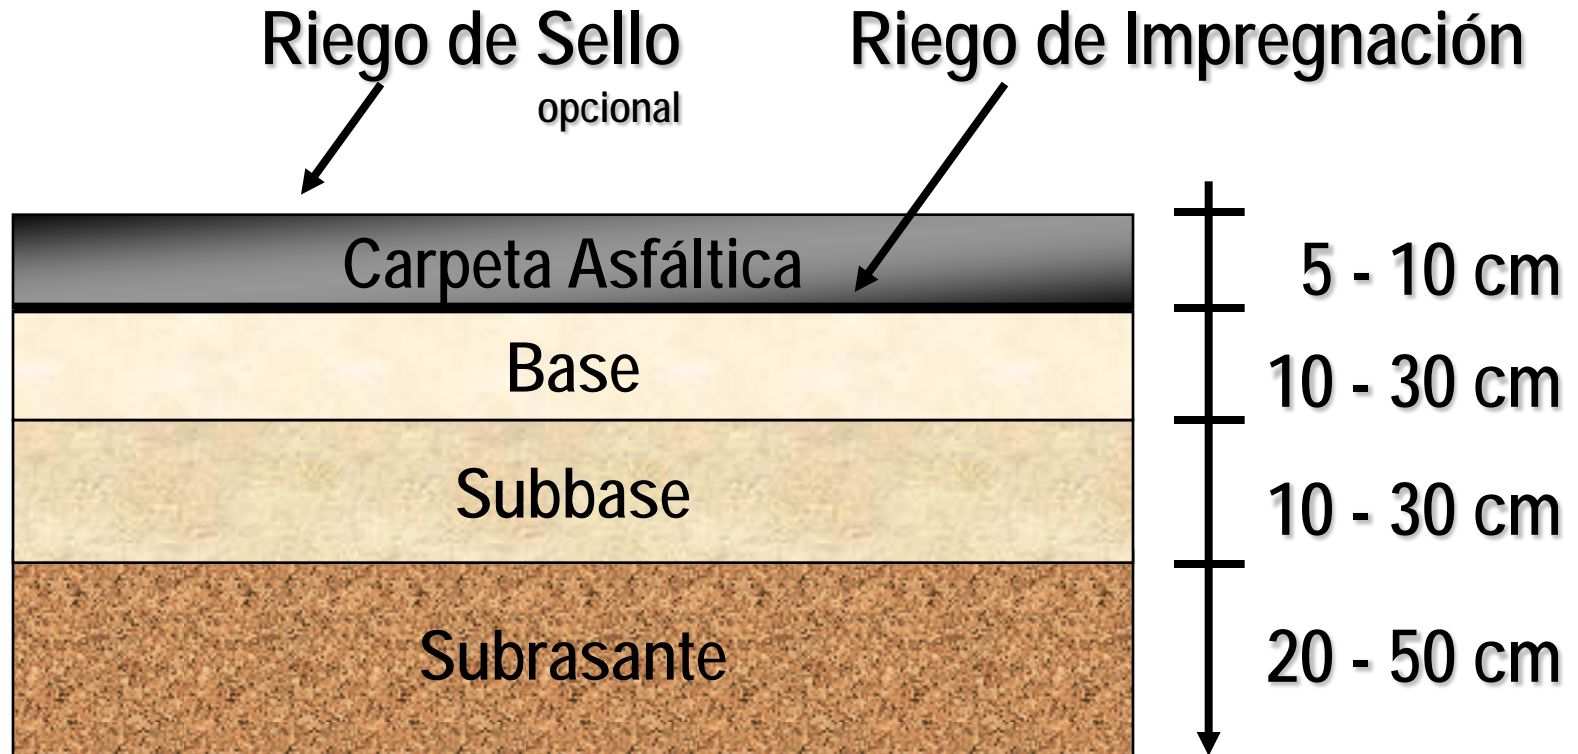 Riego de Sello
opcional
Riego de Impregnación
Carpeta Asfáltica
5 - 10 cm
Base
10 - 30 cm
Subbase
10 - 30 cm
Subrasante
20 - 50 cm